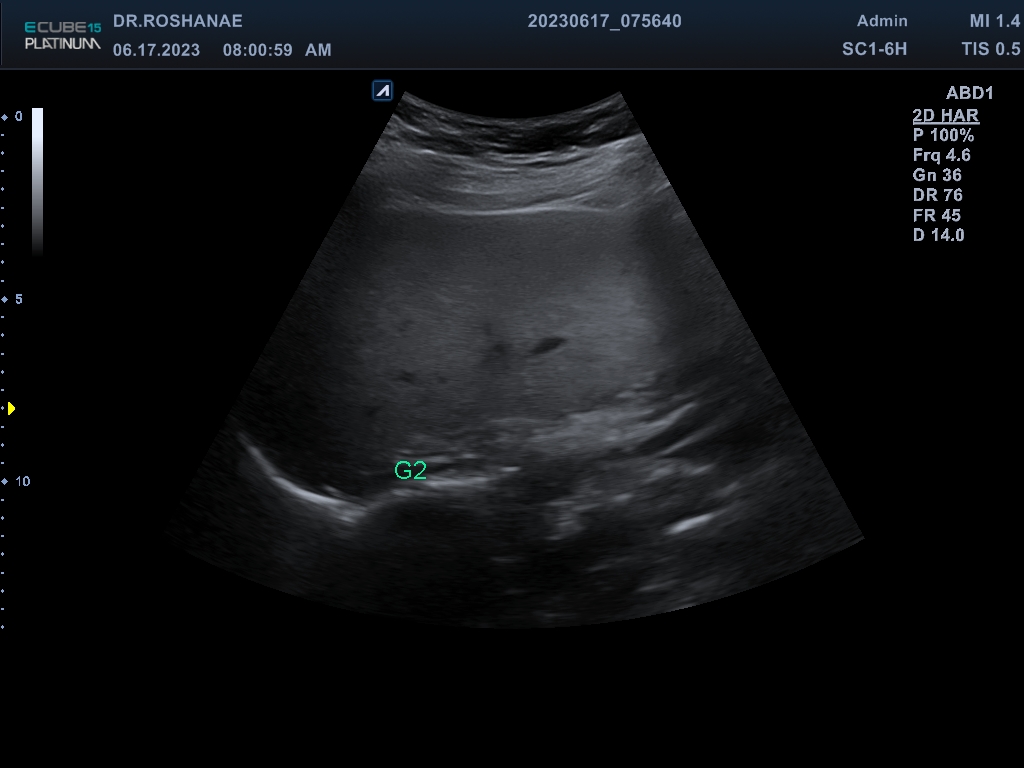 ECUBE15
PLATINUM
DR.ROSHANAE
20230617_075640
Admin
MI 1.4
06.17.2023 08:00:59 AM
SC1-6H
TIS 0.5
ABD1
2D HAR
P 100%
Frq 4.6
Gn 36
DR 76
FR 45
D 14.0
0
5
10
G2